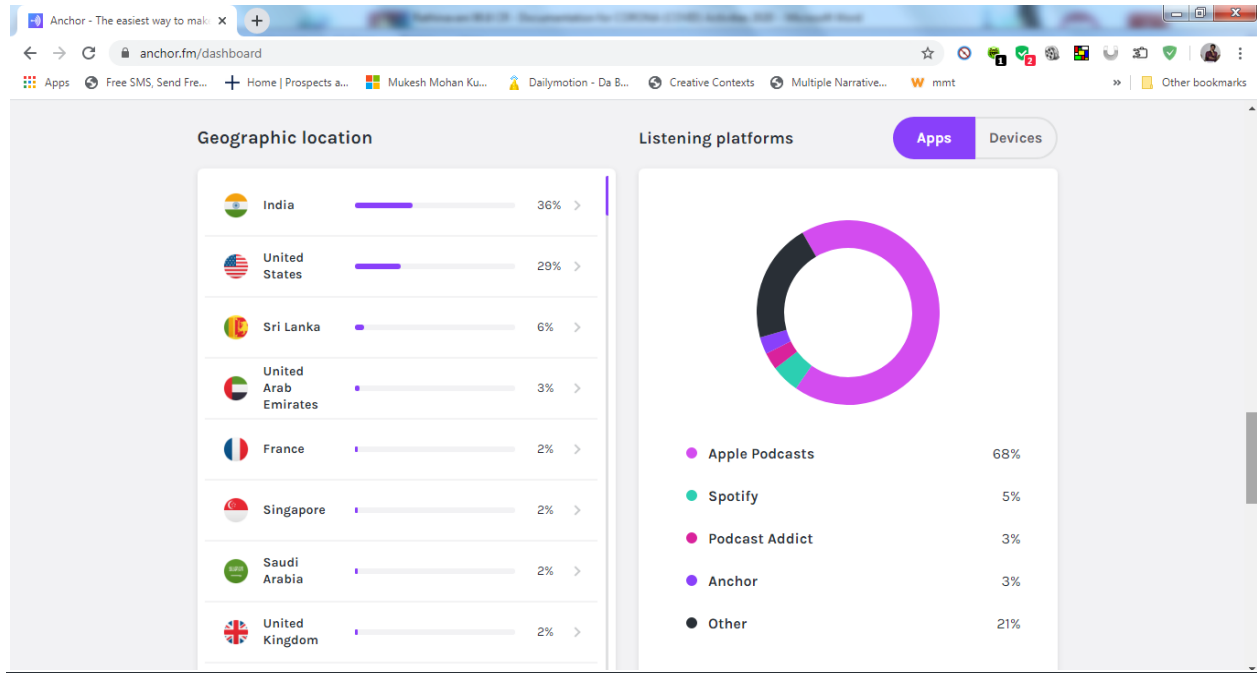 Anchor - The easiest way to mak
anchor.fm/dashboard
1
2
Apps
Free SMS, Send Fre...
Home | Prospects a...
Mukesh Mohan Ku...
Dailymotion - Da B...
Creative Contexts
Multiple Narrative...
mmt
»
Other bookmarks
Geographic location
India
36%
United
States
29%
Sri Lanka
6%
United
Arab
Emirates
3%
France
2%
Singapore
2%
Saudi
Arabia
2%
United
Kingdom
2%
Listening platforms
Apps
Devices
Apple Podcasts
68%
Spotify
5%
Podcast Addict
3%
Anchor
3%
Other
21%